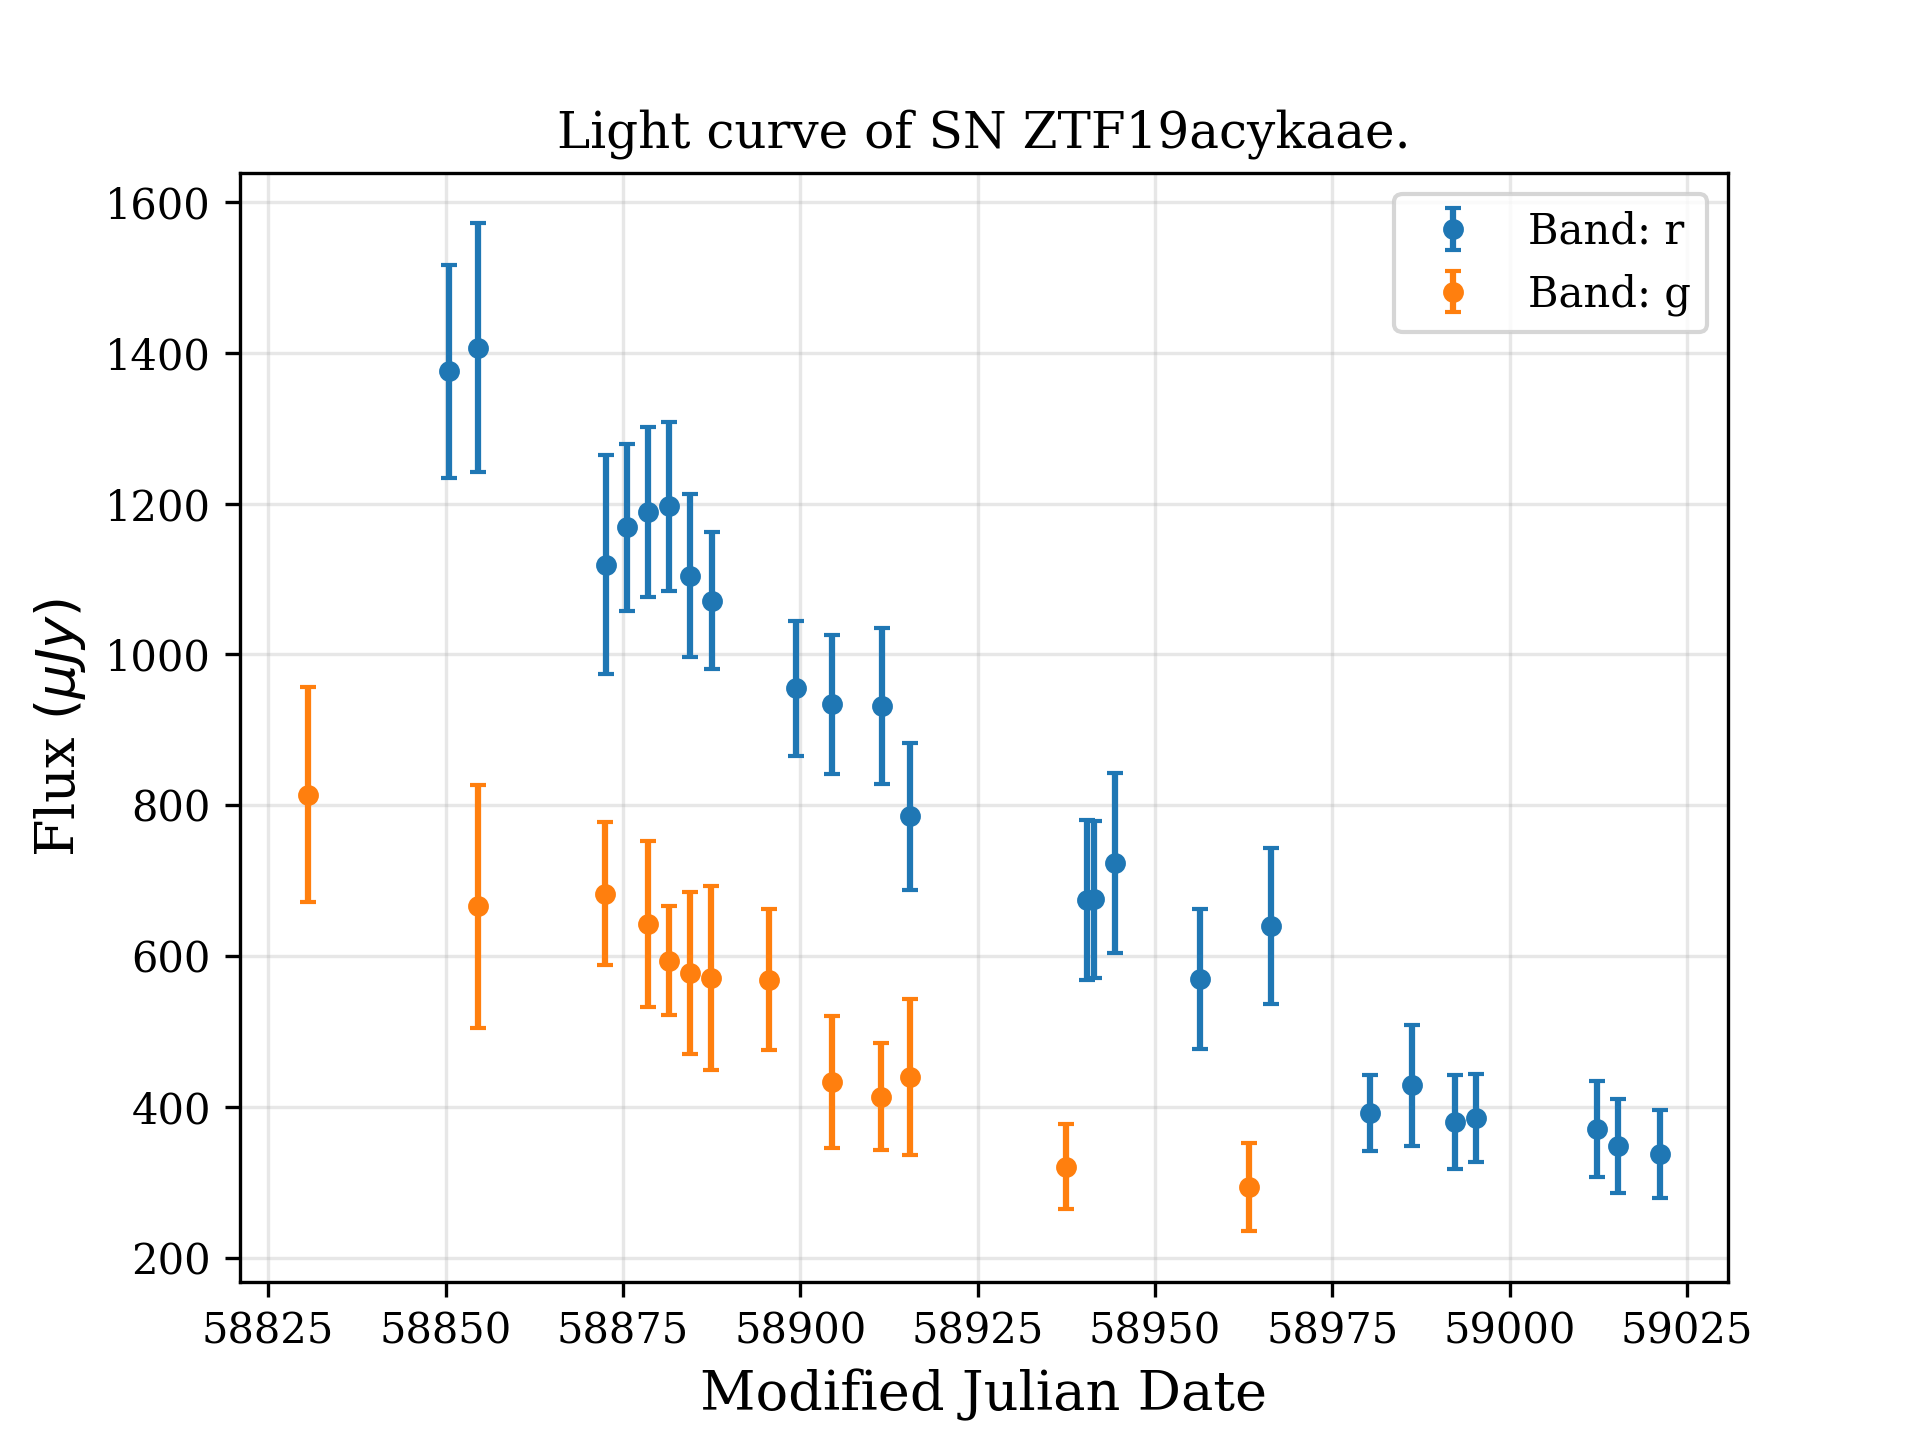 Light curve of SN ZTF19acykaae.
1600
1400
1200
1000
800
600
400
200
Flux (μJy)
Band: r
Band: g
58825 58850 58875 58900 58925 58950 58975 59000 59025
Modified Julian Date